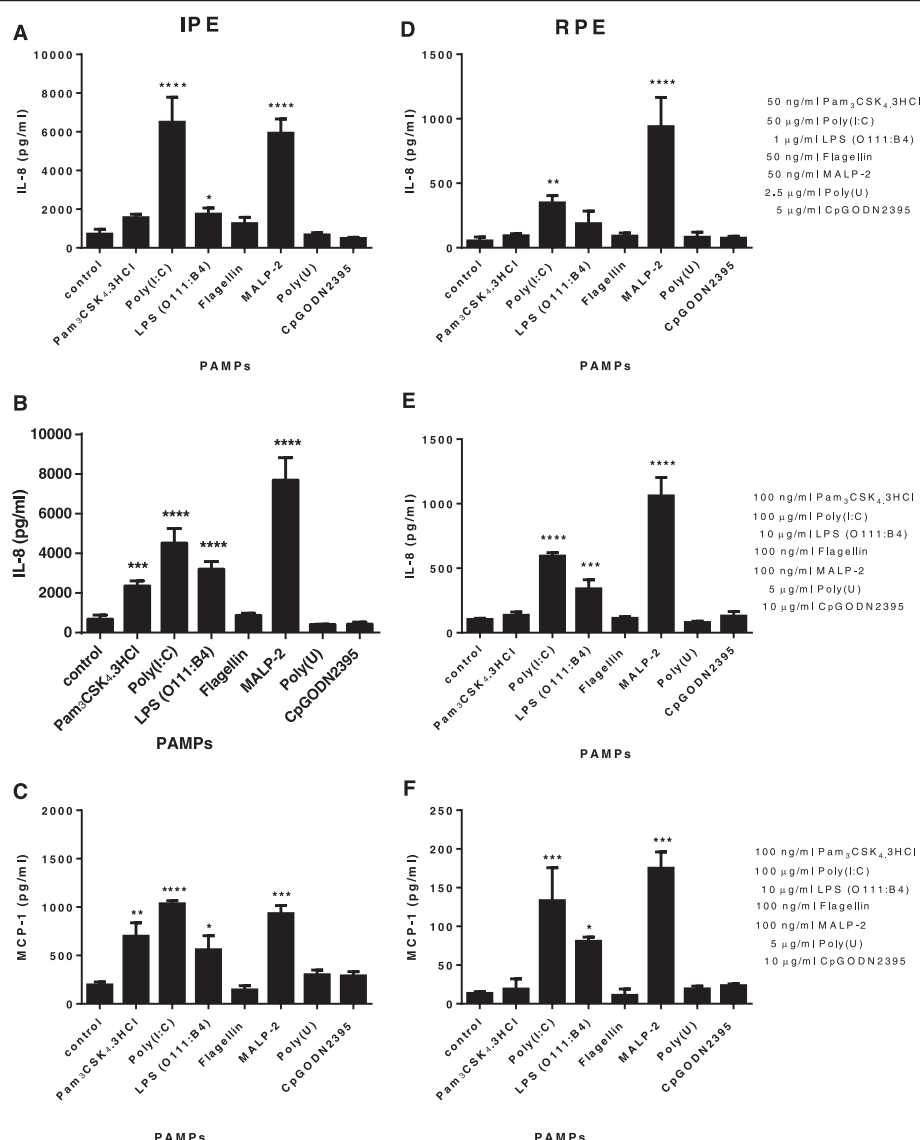 IPE
RPE
A
IL-8 (pg/ml)
10000
8000
6000
4000
2000
0
****
*
****
control
Pam₃CSK₄.3HCl
Poly(I:C)
LPS (O111:B4)
Flagellin
MALP-2
Poly(U)
CpGODN2395
PAMPs
D
IL-8 (pg/ml)
1500
1000
500
0
**
****
control
Pam₃CSK₄.3HCl
Poly(I:C)
LPS (O111:B4)
Flagellin
MALP-2
Poly(U)
CpGODN2395
PAMPs
50 ng/ml Pam₃CSK₄.3HCl
50 µg/ml Poly(I:C)
1 µg/ml LPS (O111:B4)
50 ng/ml Flagellin
50 ng/ml MALP-2
2.5 µg/ml Poly(U)
5 µg/ml CpGODN2395
B
IL-8 (pg/ml)
10000
8000
6000
4000
2000
0
***
****
****
****
control
Pam₃CSK₄.3HCl
Poly(I:C)
LPS (O111:B4)
Flagellin
MALP-2
Poly(U)
CpGODN2395
PAMPs
E
IL-8 (pg/ml)
1500
1000
500
0
****
***
****
control
Pam₃CSK₄.3HCl
Poly(I:C)
LPS (O111:B4)
Flagellin
MALP-2
Poly(U)
CpGODN2395
PAMPs
100 ng/ml Pam₃CSK₄.3HCl
100 µg/ml Poly(I:C)
10 µg/ml LPS (O111:B4)
100 ng/ml Flagellin
100 ng/ml MALP-2
5 µg/ml Poly(U)
10 µg/ml CpGODN2395
C
MCP-1 (pg/ml)
2000
1500
1000
500
0
**
****
*
***
control
Pam₃CSK₄.3HCl
Poly(I:C)
LPS (O111:B4)
Flagellin
MALP-2
Poly(U)
CpGODN2395
PAMPs
F
MCP-1 (pg/ml)
250
200
150
100
50
0
***
*
***
control
Pam₃CSK₄.3HCl
Poly(I:C)
LPS (O111:B4)
Flagellin
MALP-2
Poly(U)
CpGODN2395
PAMPs
100 ng/ml Pam₃CSK₄.3HCl
100 µg/ml Poly(I:C)
10 µg/ml LPS (O111:B4)
100 ng/ml Flagellin
100 ng/ml MALP-2
5 µg/ml Poly(U)
10 µg/ml CpGODN2395